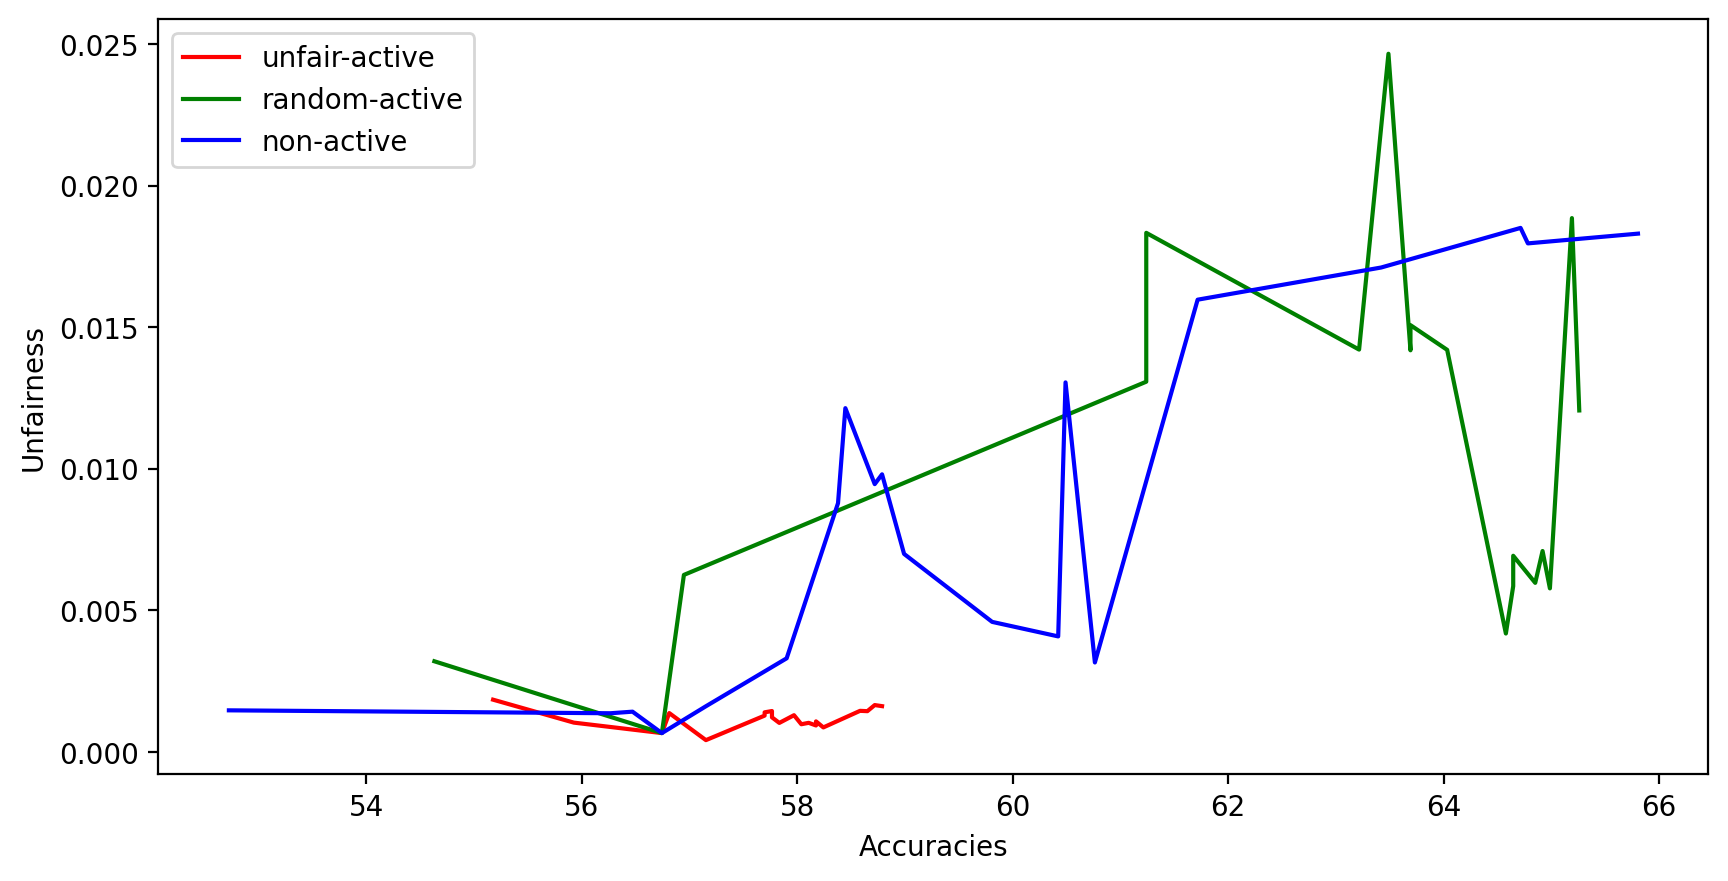 unfair-active
random-active
non-active
0.025
0.020
0.015
0.010
0.005
0.000
Unfairness
54 56 58 60 62 64 66
Accuracies